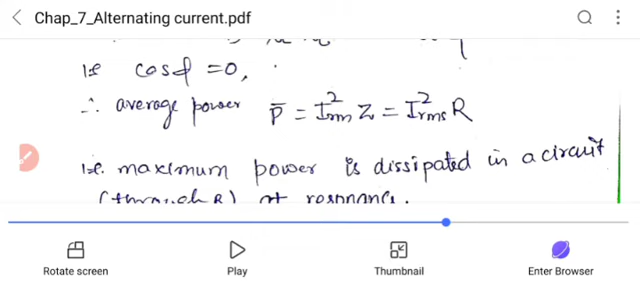 Chap_7_Alternating current.pdf
i.e cosφ =0,
∴ average power P̄ = I²rms Z = I²rms R
i.e. maximum power is dissipated in a circuit
(through R) at resonance.
Rotate screen
Play
Thumbnail
Enter Browser